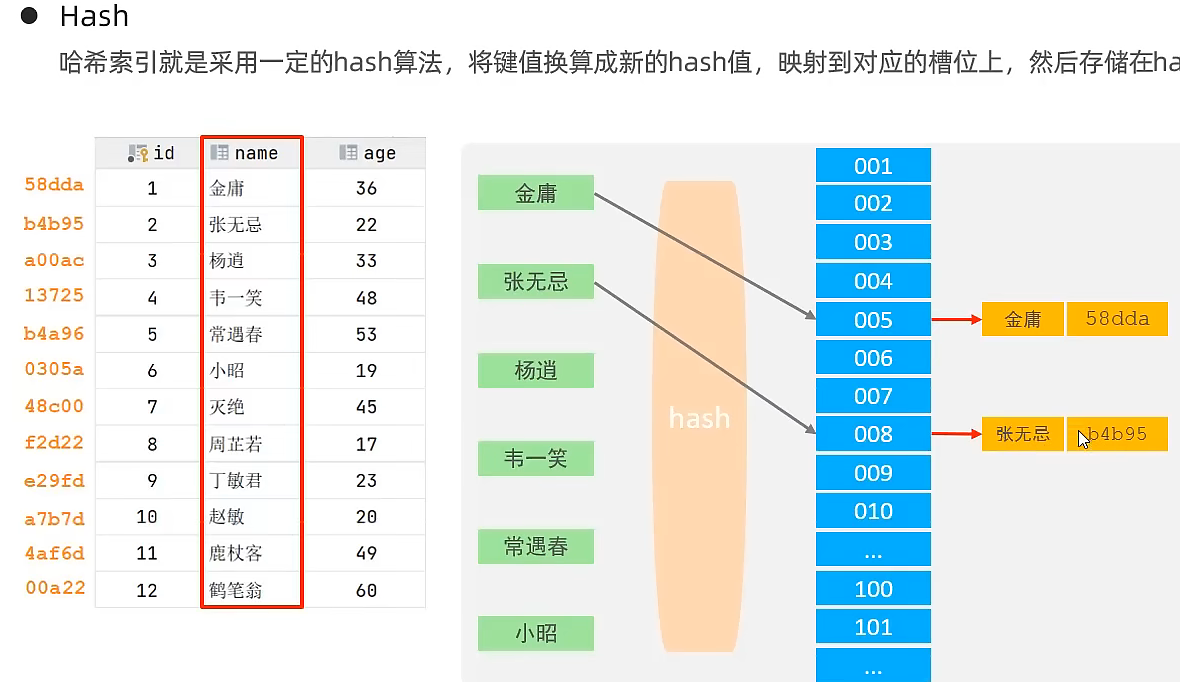 ● Hash
哈希索引就是采用一定的hash算法，将键值换算成新的hash值，映射到对应的槽位上，然后存储在ha
id name age
58dda 1 金庸 36
b4b95 2 张无忌 22
a00ac 3 杨逍 33
13725 4 韦一笑 48
b4a96 5 常遇春 53
0305a 6 小昭 19
48c00 7 灭绝 45
f2d22 8 周芷若 17
e29fd 9 丁敏君 23
a7b7d 10 赵敏 20
4af6d 11 鹿杖客 49
00a22 12 鹤笔翁 60
金庸
张无忌
杨逍
韦一笑
常遇春
小昭
hash
001
002
003
004
005
006
007
008
009
010
...
100
101
...
金庸 58dda
张无忌 b4b95